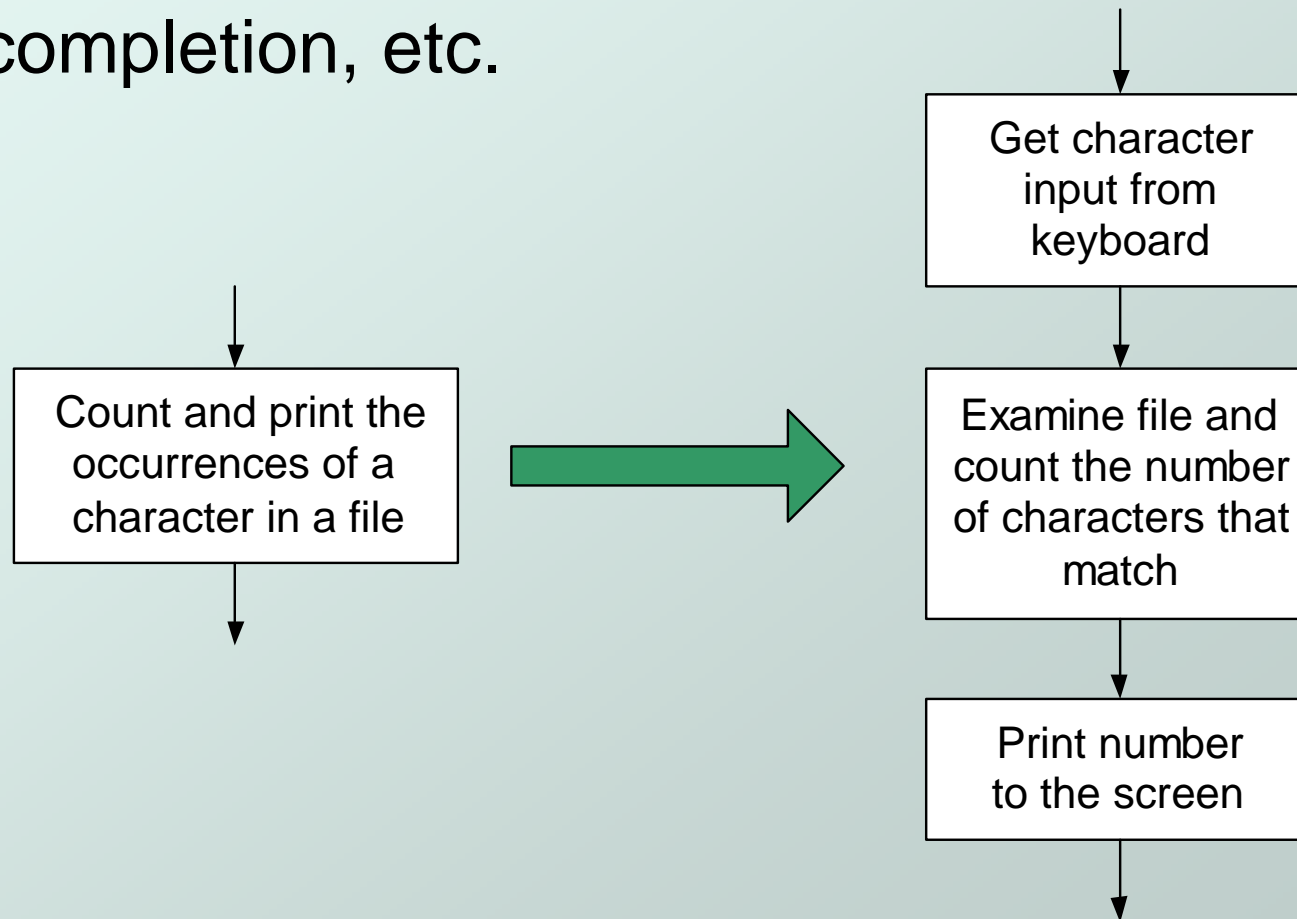 completion, etc.
Count and print the
occurrences of a
character in a file
Get character
input from
keyboard
Examine file and
count the number
of characters that
match
Print number
to the screen